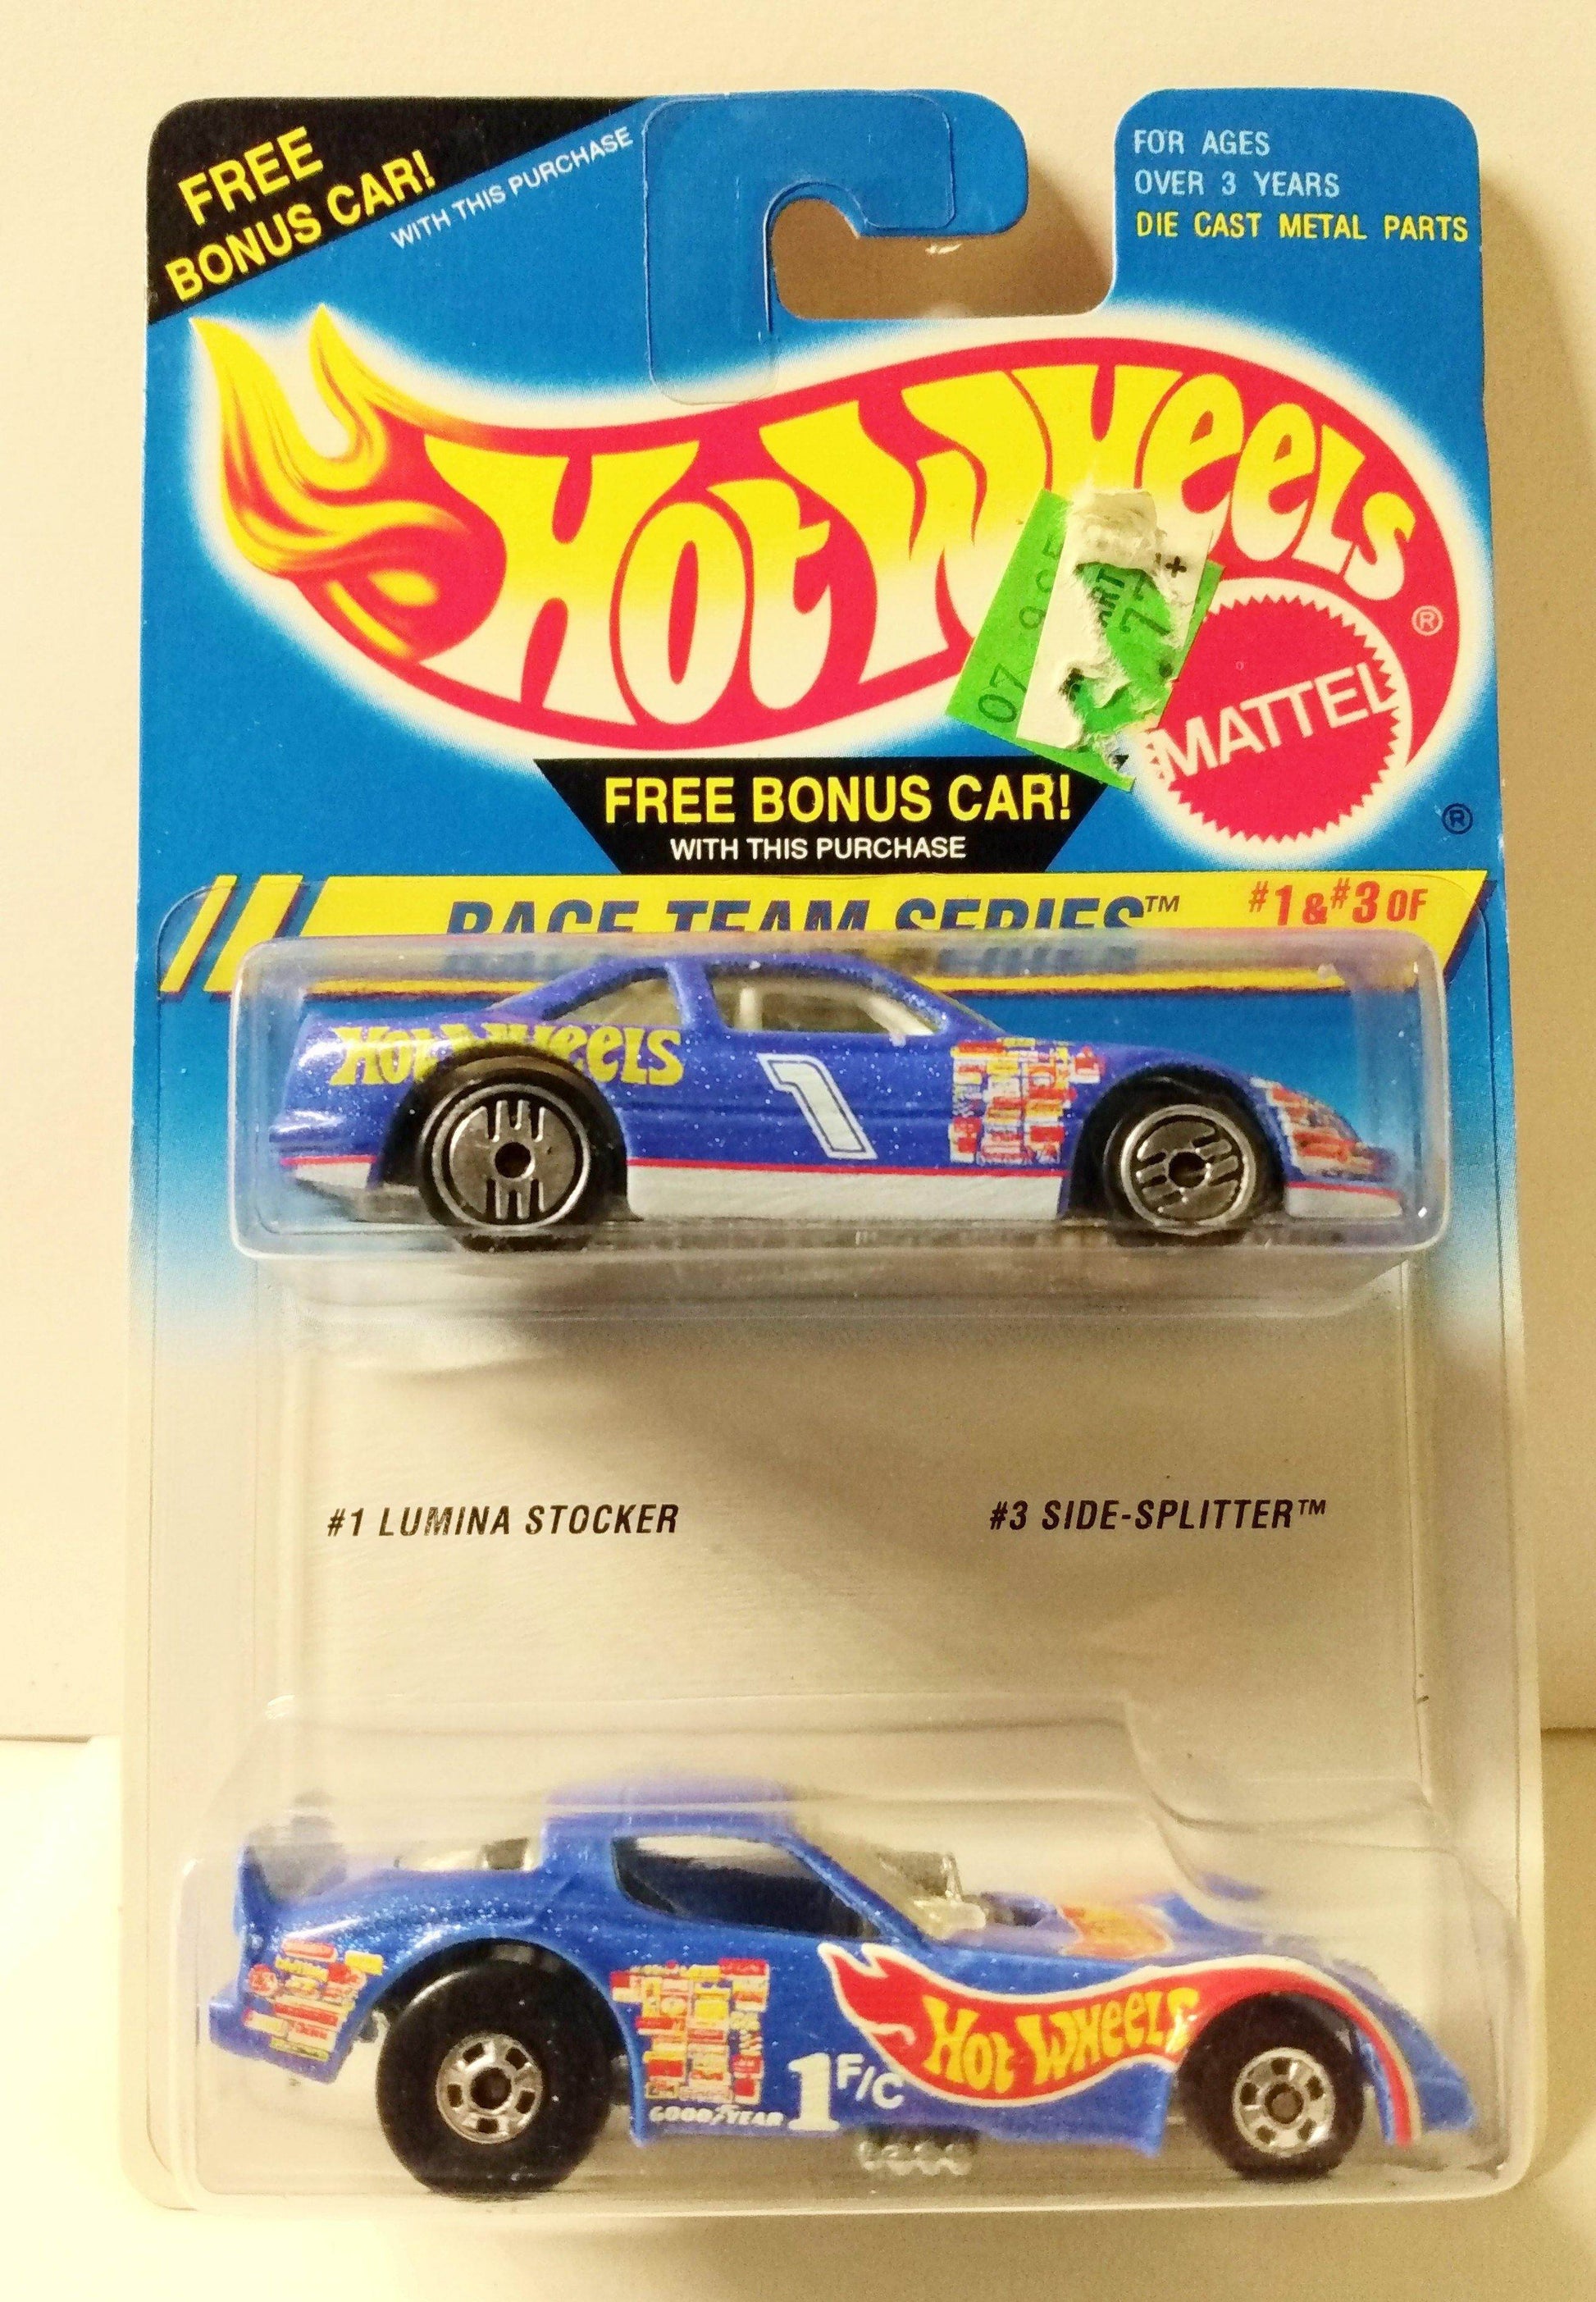 FREE
BONUS CAR!
WITH THIS PURCHASE
FOR AGES
OVER 3 YEARS
DIE CAST METAL PARTS
Hot Wheels
®
MATTEL
®
FREE BONUS CAR!
WITH THIS PURCHASE
RACE TEAM SERIES™ #1 & #3 OF
HOT WHEELS
1
#1 LUMINA STOCKER
#3 SIDE-SPLITTER™
Hot Wheels
1 F/C
GOODYEAR